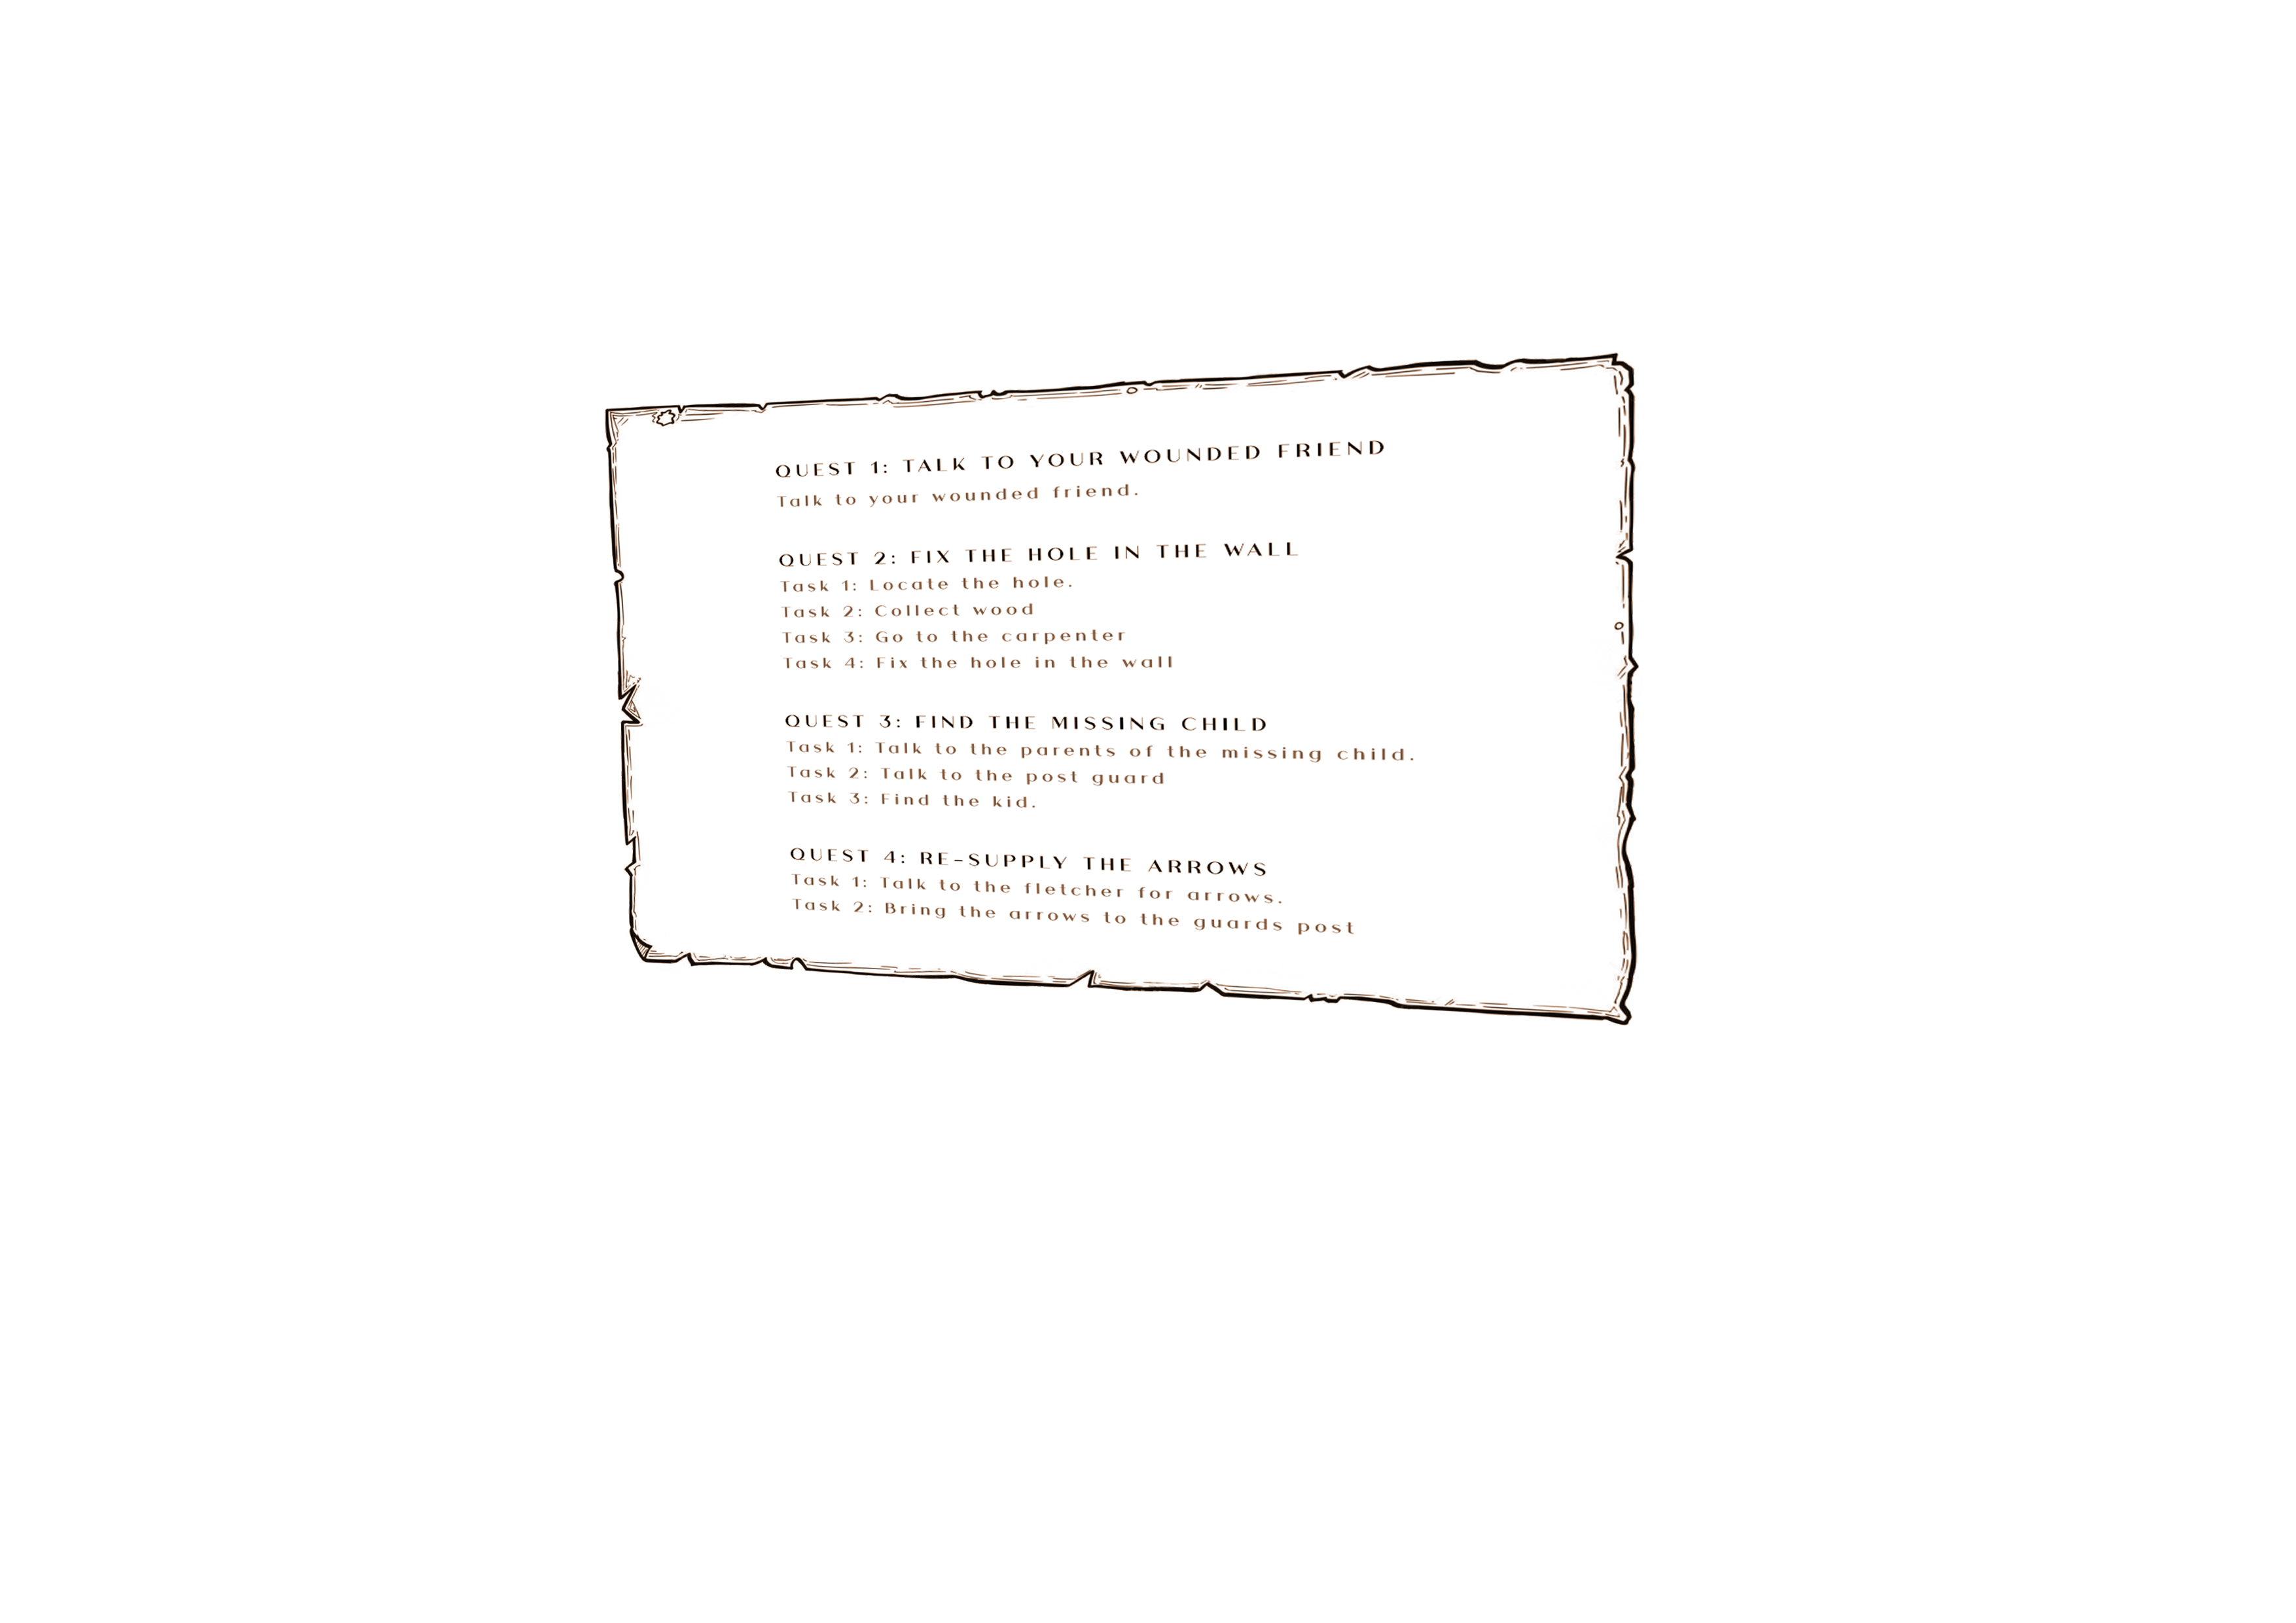 QUEST 1: TALK TO YOUR WOUNDED FRIEND
Talk to your wounded friend.
QUEST 2: FIX THE HOLE IN THE WALL
Task 1: Locate the hole.
Task 2: Collect wood
Task 3: Go to the carpenter
Task 4: Fix the hole in the wall
QUEST 3: FIND THE MISSING CHILD
Task 1: Talk to the parents of the missing child.
Task 2: Talk to the post guard
Task 3: Find the kid.
QUEST 4: RE-SUPPLY THE ARROWS
Task 1: Talk to the fletcher for arrows.
Task 2: Bring the arrows to the guards post